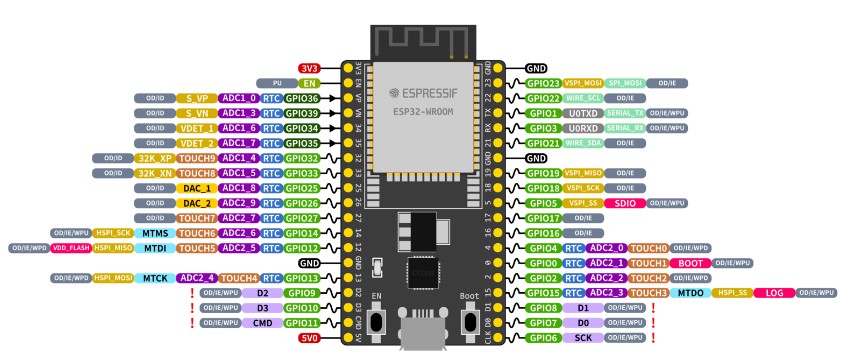 3V3 3V3 GND GND
PU EN EN 23 GPIO23 VSPI_MOSI SPI_MOSI OD/IE
OD/ID S_VP ADC1_0 RTC GPIO36 VP 22 GPIO22 WIRE_SCL OD/IE
OD/ID S_VN ADC1_3 RTC GPIO39 VN TX GPIO1 U0TXD SERIAL_TX OD/IE/WPU
OD/ID VDET_1 ADC1_6 RTC GPIO34 34 RX GPIO3 U0RXD SERIAL_RX OD/IE/WPU
OD/ID VDET_2 ADC1_7 RTC GPIO35 35 21 GPIO21 WIRE_SDA OD/IE
OD/ID 32K_XP TOUCH9 ADC1_4 RTC GPIO32 32 GND GND
OD/ID 32K_XN TOUCH8 ADC1_5 RTC GPIO33 33 19 GPIO19 VSPI_MISO OD/IE
OD/ID DAC_1 ADC1_8 RTC GPIO25 25 18 GPIO18 VSPI_SCK OD/IE
OD/ID DAC_2 ADC2_9 RTC GPIO26 26 5 GPIO5 VSPI_SS SDIO OD/IE/WPU
OD/ID TOUCH7 ADC2_7 RTC GPIO27 27 17 GPIO17 OD/IE
OD/IE/WPU HSPI_SCK MTMS TOUCH6 ADC2_6 RTC GPIO14 14 16 GPIO16 OD/IE
OD/IE/WPD VDD_FLASH HSPI_MISO MTDI TOUCH5 ADC2_5 RTC GPIO12 12 4 GPIO4 RTC ADC2_0 TOUCH0 OD/IE/WPD
GND GND 0 GPIO0 RTC ADC2_1 TOUCH1 BOOT OD/IE/WPU
OD/IE/WPD HSPI_MOSI MTCK ADC2_4 TOUCH4 RTC GPIO13 13 2 GPIO2 RTC ADC2_2 TOUCH2 OD/IE/WPD
! OD/IE/WPU D2 GPIO9 D2 15 GPIO15 RTC ADC2_3 TOUCH3 MTDO HSPI_SS LOG OD/IE/WPU
! OD/IE/WPU D3 GPIO10 D3 D1 GPIO8 D1 OD/IE/WPU !
! OD/IE/WPU CMD GPIO11 CMD D0 GPIO7 D0 OD/IE/WPU !
5V0 5V CLK GPIO6 SCK OD/IE/WPU !
ESPRESSIF
ESP32-WROOM
EN Boot